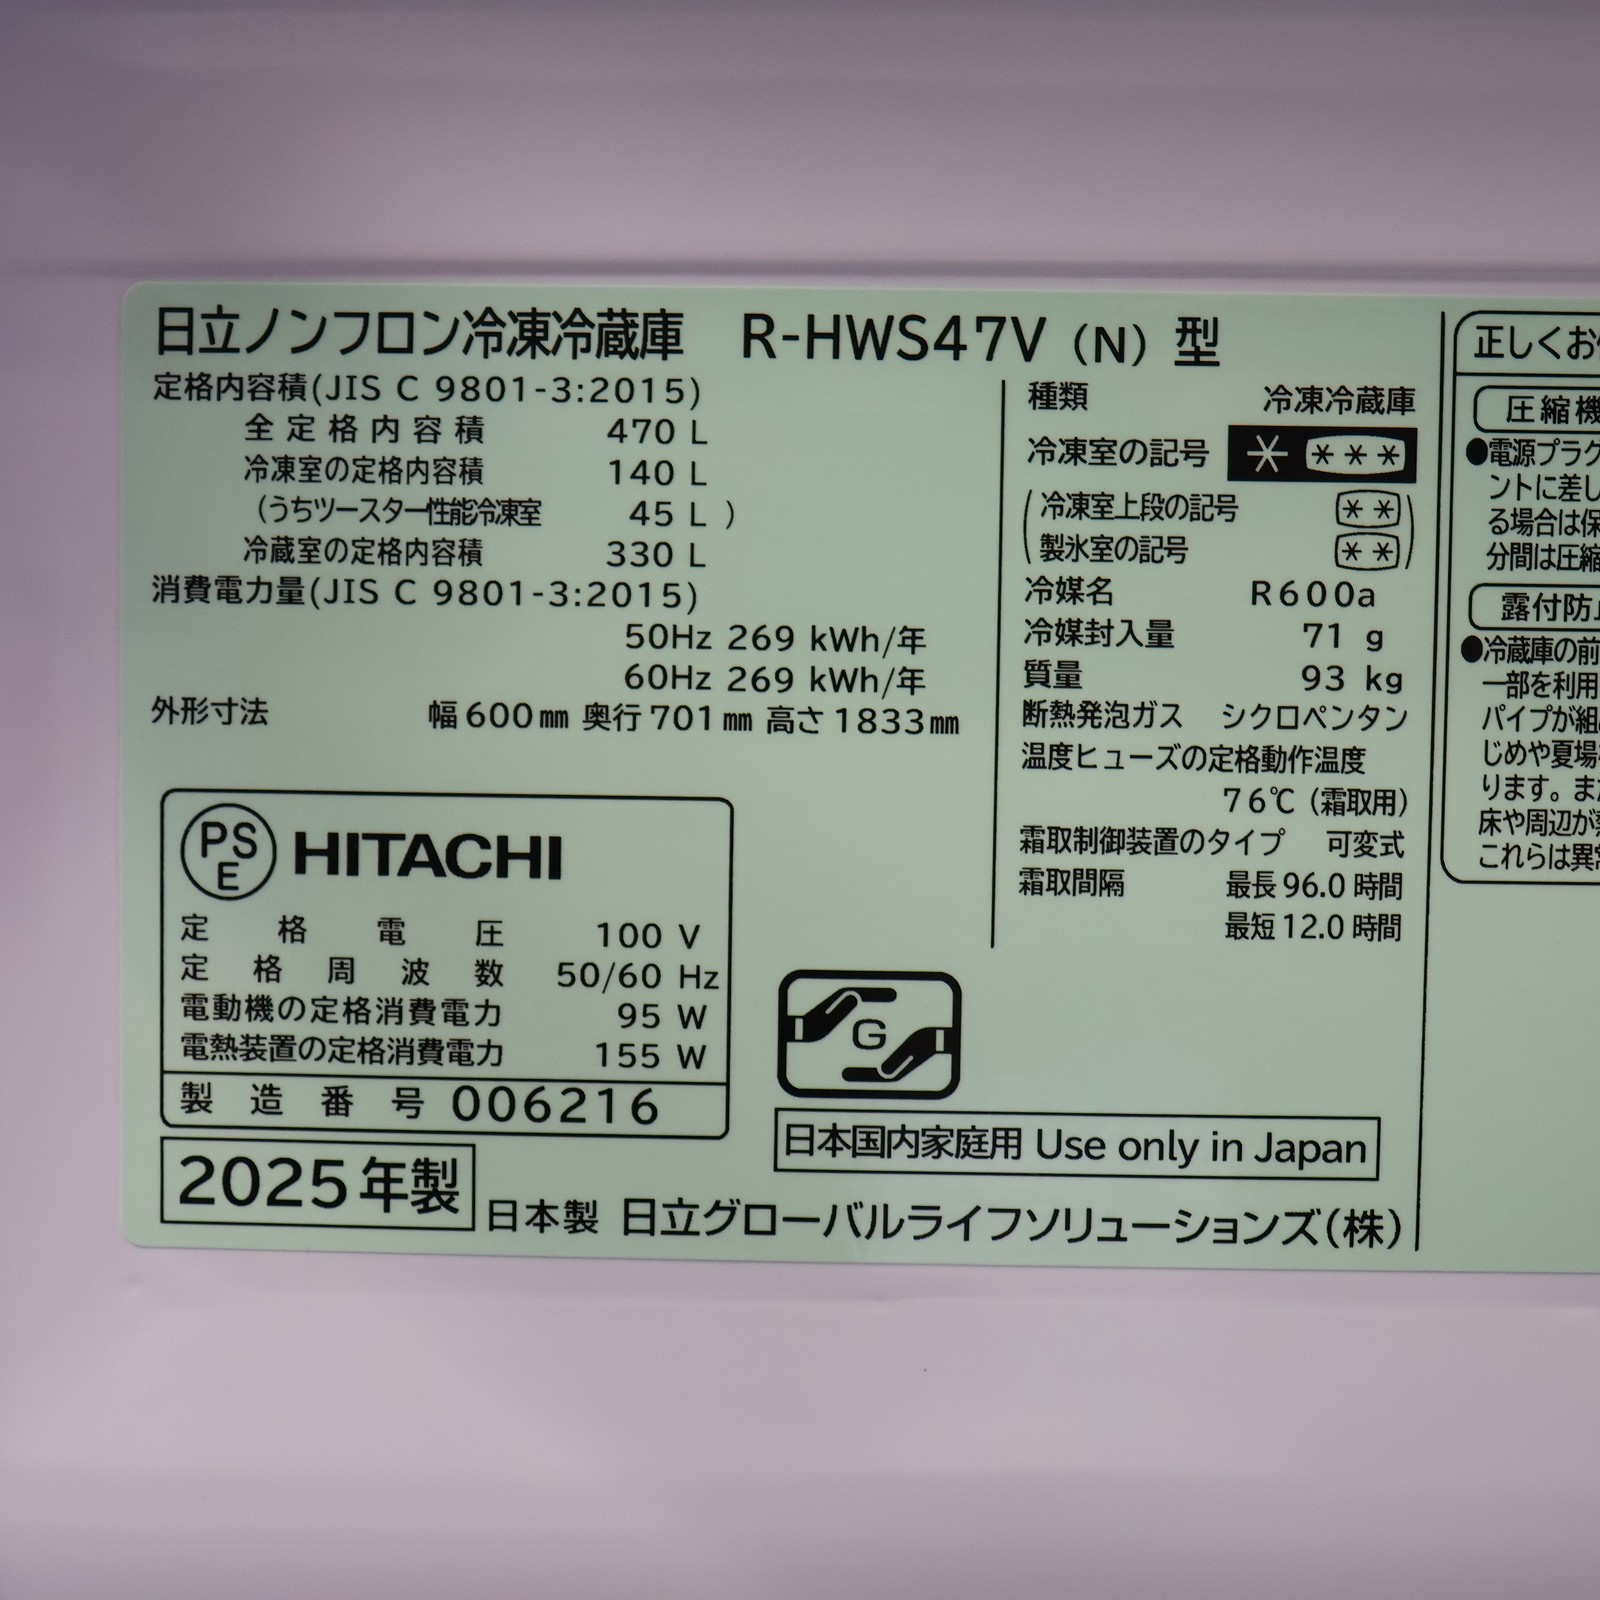 日立ノンフロン冷凍冷蔵庫 R-HWS47V (N) 型
定格内容積(JIS C 9801-3:2015)
全定格内容積 470 L
冷凍室の定格内容積 140 L
(うちツースター性能冷凍室 45 L )
冷蔵室の定格内容積 330 L
消費電力量(JIS C 9801-3:2015)
50Hz 269 kWh/年
60Hz 269 kWh/年
外形寸法 幅600㎜ 奥行701㎜ 高さ1833㎜
PSE HITACHI
定格電圧 100 V
定格周波数 50/60 Hz
電動機の定格消費電力 95 W
電熱装置の定格消費電力 155 W
製造番号 006216
2025年製
日本製 日立グローバルライフソリューションズ(株)
種類 冷凍冷蔵庫
冷凍室の記号 * ***
(冷凍室上段の記号 **
製氷室の記号 **)
冷媒名 R600a
冷媒封入量 71 g
質量 93 kg
断熱発泡ガス シクロペンタン
温度ヒューズの定格動作温度
76℃(霜取用)
霜取制御装置のタイプ 可変式
霜取間隔 最長96.0時間
最短12.0時間
G
日本国内家庭用 Use only in Japan
正しくお
圧縮機
●電源プラグ
ントに差し
る場合は保
分間は圧縮
露付防止
●冷蔵庫の前
一部を利用
パイプが組
じめや夏場
ります。また
床や周辺が
これらは異常